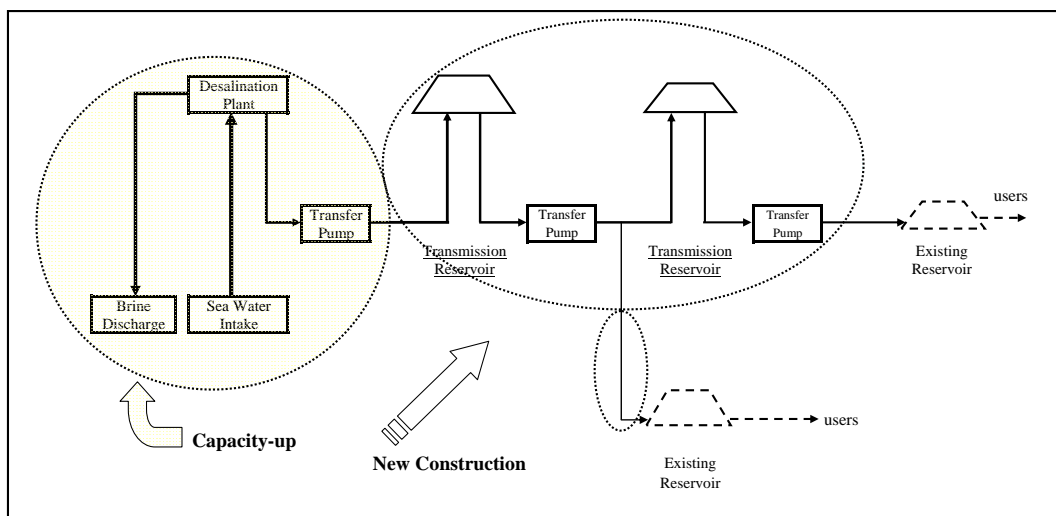 Desalination
Plant
Transfer
Pump
Brine
Discharge
Sea Water
Intake
Capacity-up
Transmission
Reservoir
Transfer
Pump
Transmission
Reservoir
Transfer
Pump
users
Existing
Reservoir
New Construction
users
Existing
Reservoir